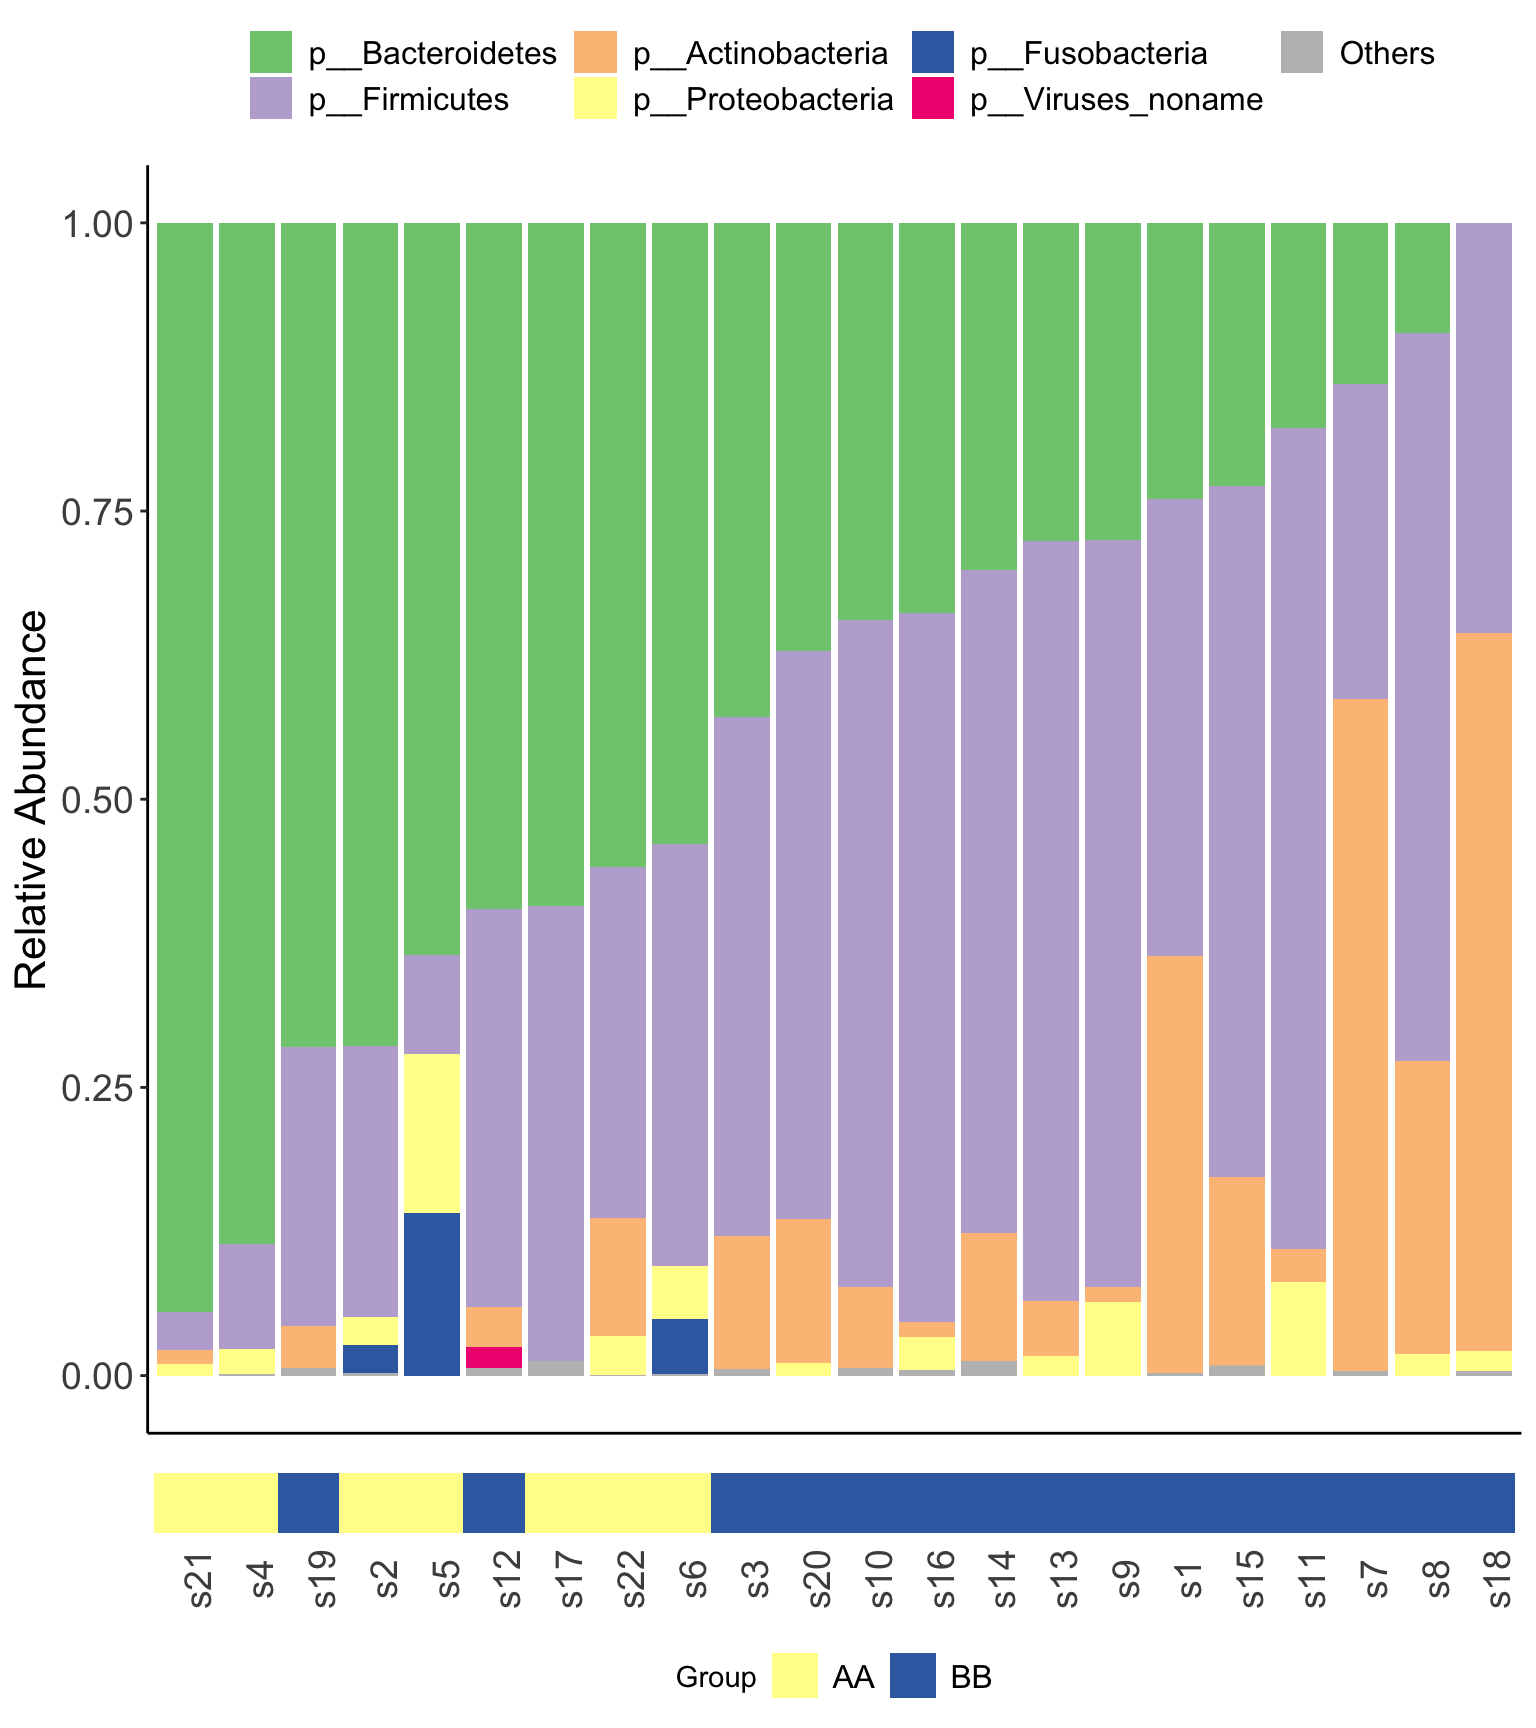 p__Bacteroidetes p__Actinobacteria p__Fusobacteria Others
p__Firmicutes p__Proteobacteria p__Viruses_noname
Relative Abundance
1.00
0.75
0.50
0.25
0.00
s21 s4 s19 s2 s5 s12 s17 s22 s6 s3 s20 s10 s16 s14 s13 s9 s1 s15 s11 s7 s8 s18
Group AA BB